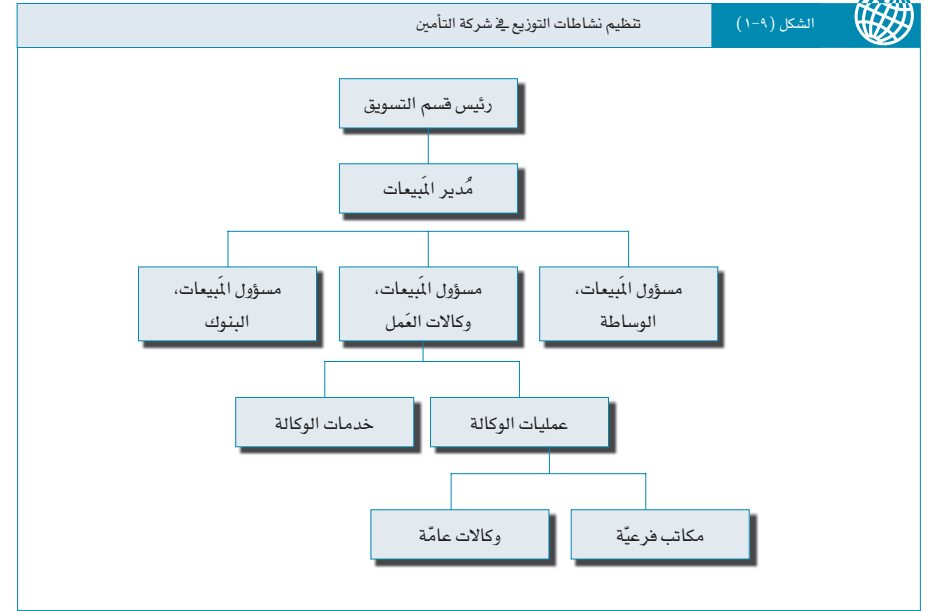 الشكل (٩-١)
تنظيم نشاطات التوزيع في شركة التأمين
رئيس قسم التسويق
مُدير المَبيعات
مسؤول المَبيعات،
الوساطة
مسؤول المَبيعات،
وكالات العَمل
مسؤول المَبيعات،
البنوك
عمليات الوكالة
خدمات الوكالة
مكاتب فرعيّة
وكالات عامّة